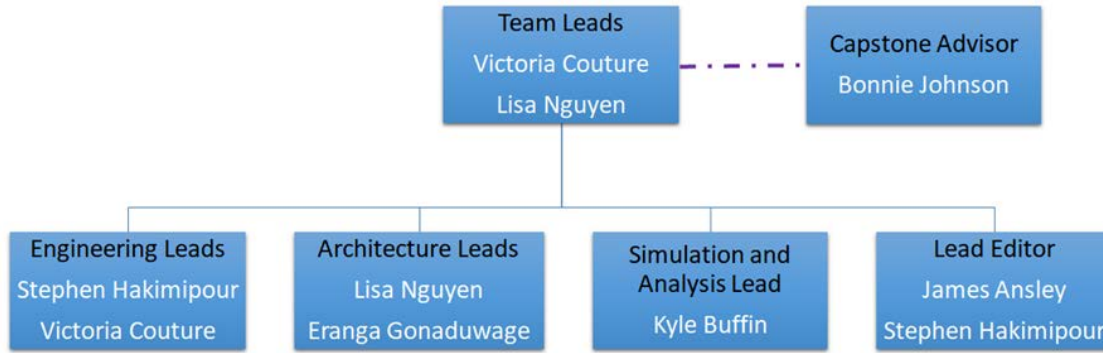 Team Leads
Victoria Couture
Lisa Nguyen
Capstone Advisor
Bonnie Johnson
Engineering Leads
Stephen Hakimipour
Victoria Couture
Architecture Leads
Lisa Nguyen
Eranga Gonaduwage
Simulation and
Analysis Lead
Kyle Buffin
Lead Editor
James Ansley
Stephen Hakimipour